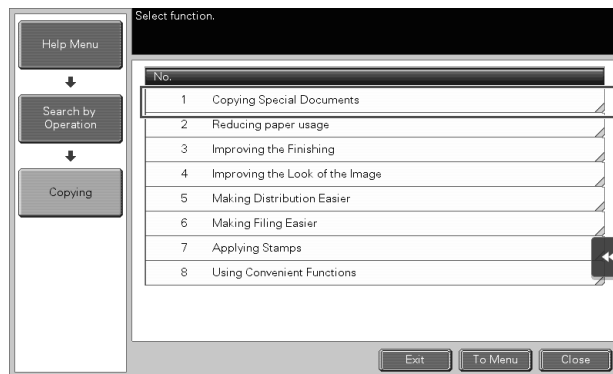 Select function.
Help Menu
Search by
Operation
Copying
No.
1 Copying Special Documents
2 Reducing paper usage
3 Improving the Finishing
4 Improving the Look of the Image
5 Making Distribution Easier
6 Making Filing Easier
7 Applying Stamps
8 Using Convenient Functions
Exit To Menu Close